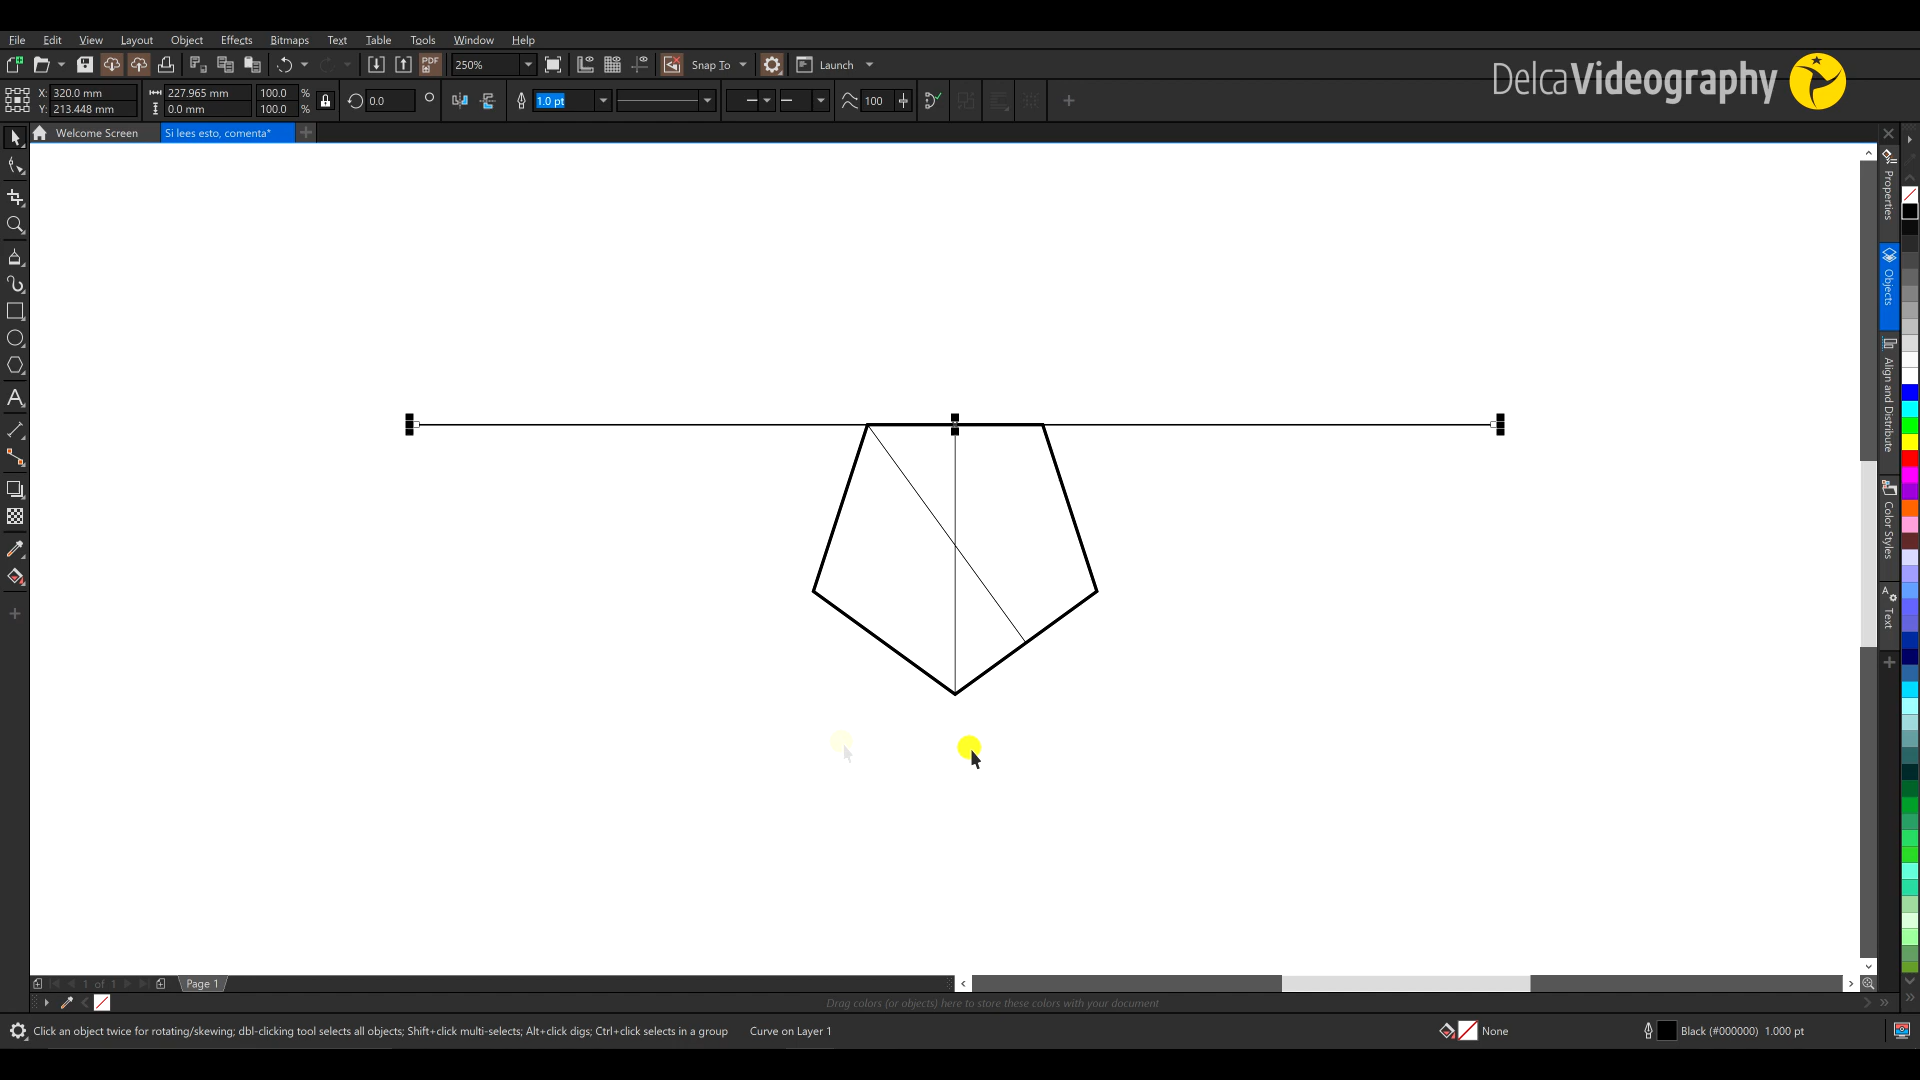 File Edit View Layout Object Effects Bitmaps Text Table Tools Window Help
250% PDF Snap To Launch
DelcaVideography
X: 320.0 mm 227.965 mm 100.0 %
Y: 213.448 mm 0.0 mm 100.0 %
0.0 1.0 pt 100
Welcome Screen Si lees esto, comenta*
Properties
Objects
Align and Distribute
Color Styles
Text
1 of 1 Page 1
Drag colors (or objects) here to store these colors with your document
Click an object twice for rotating/skewing; dbl-clicking tool selects all objects; Shift+click multi-selects; Alt+click digs; Ctrl+click selects in a group Curve on Layer 1 None Black (#000000) 1.000 pt